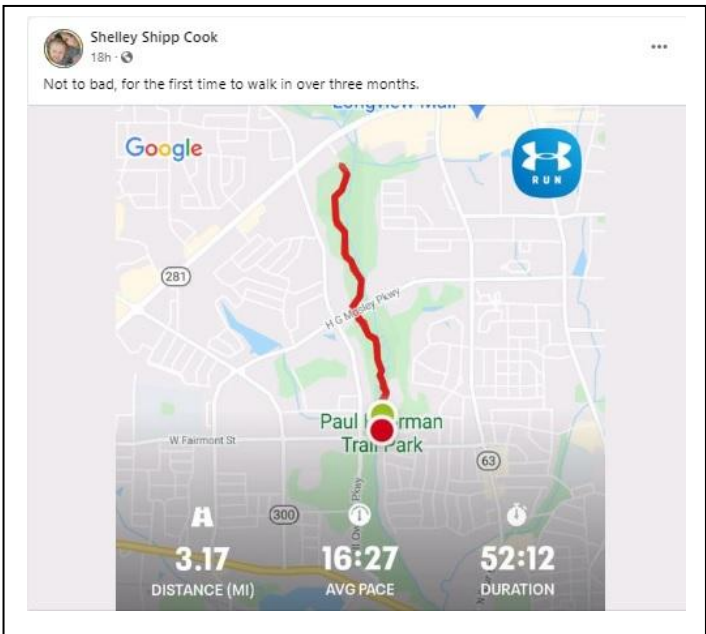 Shelley Shipp Cook
18h
Not to bad, for the first time to walk in over three months.
Longview Mall
Google
RUN
281
H G Mosley Pkwy
Paul rman
Trail Park
W Fairmont St
63
300
Pkwy
3.17
16:27
52:12
DISTANCE (MI)
AVG PACE
DURATION